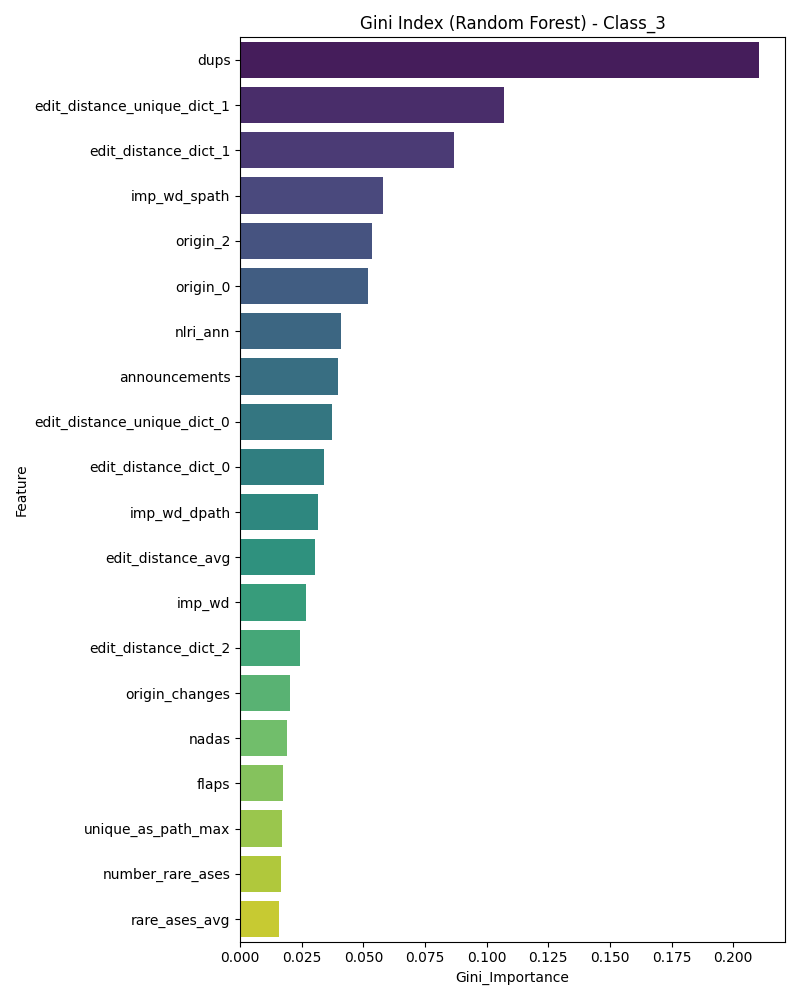 Gini Index (Random Forest) - Class_3
dups
edit_distance_unique_dict_1
edit_distance_dict_1
imp_wd_spath
origin_2
origin_0
nlri_ann
announcements
edit_distance_unique_dict_0
edit_distance_dict_0
imp_wd_dpath
edit_distance_avg
imp_wd
edit_distance_dict_2
origin_changes
nadas
flaps
unique_as_path_max
number_rare_ases
rare_ases_avg
Feature
0.000 0.025 0.050 0.075 0.100 0.125 0.150 0.175 0.200
Gini_Importance